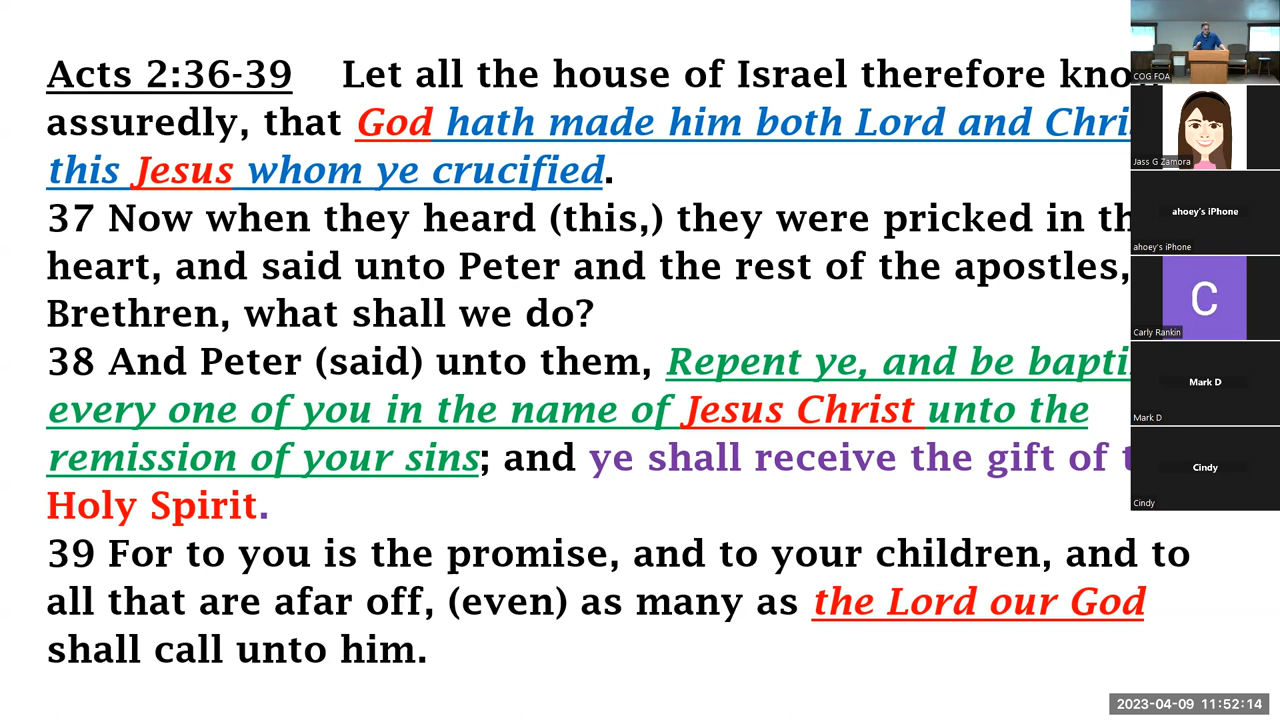 Acts 2:36-39 Let all the house of Israel therefore
assuredly, that God hath made him both Lord and
this Jesus whom ye crucified.
37 Now when they heard (this,) they were pricked in
heart, and said unto Peter and the rest of the apostles,
Brethren, what shall we do?
38 And Peter (said) unto them, Repent ye, and be
every one of you in the name of Jesus Christ unto the
remission of your sins; and ye shall receive the gift of
Holy Spirit.
39 For to you is the promise, and to your children, and to
all that are afar off, (even) as many as the Lord our God
shall call unto him.
COG FOA
Jass G Zamora
ahoey's iPhone
ahoey's iPhone
C
Carly Rankin
Mark D
Mark D
Cindy
Cindy
2023-04-09 11:52:14